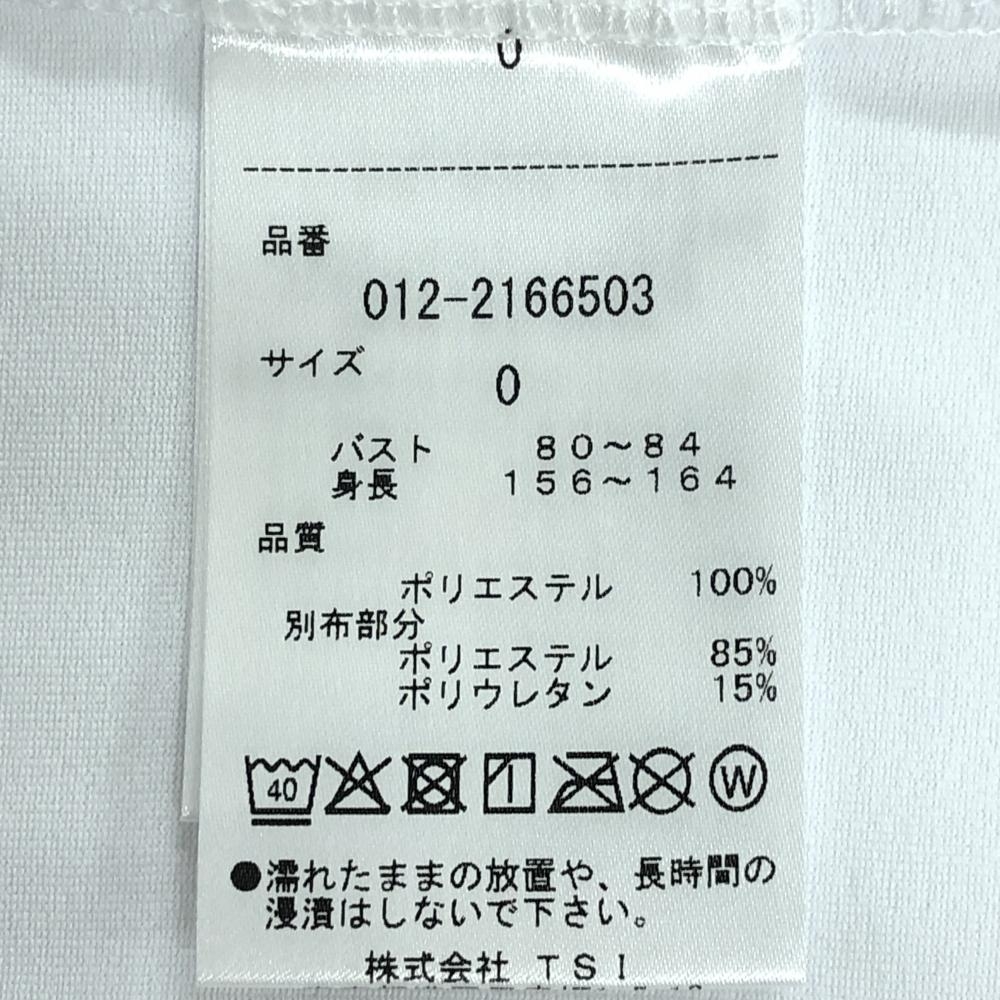 0
品番
012-2166503
サイズ
0
バスト 80～84
身長 156～164
品質
ポリエステル 100%
別布部分
ポリエステル 85%
ポリウレタン 15%
40 W
●濡れたままの放置や、長時間の
浸漬はしないで下さい。
株式会社 TSI